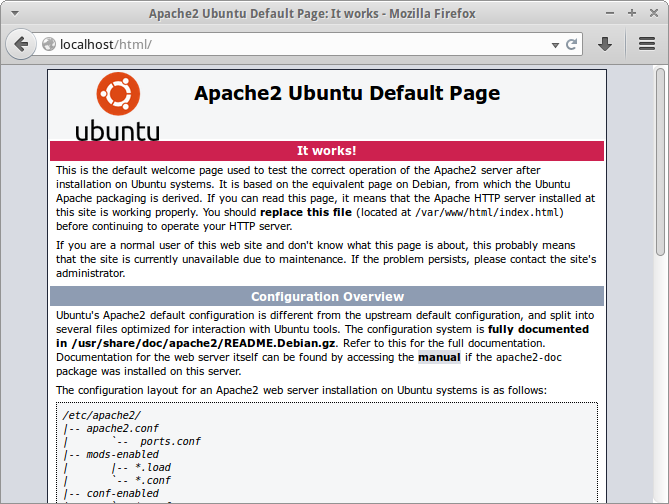 Apache2 Ubuntu Default Page: It works - Mozilla Firefox
localhost/html/
ubuntu
Apache2 Ubuntu Default Page
It works!
This is the default welcome page used to test the correct operation of the Apache2 server after
installation on Ubuntu systems. It is based on the equivalent page on Debian, from which the Ubuntu
Apache packaging is derived. If you can read this page, it means that the Apache HTTP server installed at
this site is working properly. You should replace this file (located at /var/www/html/index.html)
before continuing to operate your HTTP server.
If you are a normal user of this web site and don't know what this page is about, this probably means
that the site is currently unavailable due to maintenance. If the problem persists, please contact the site's
administrator.
Configuration Overview
Ubuntu's Apache2 default configuration is different from the upstream default configuration, and split into
several files optimized for interaction with Ubuntu tools. The configuration system is fully documented
in /usr/share/doc/apache2/README.Debian.gz. Refer to this for the full documentation.
Documentation for the web server itself can be found by accessing the manual if the apache2-doc
package was installed on this server.
The configuration layout for an Apache2 web server installation on Ubuntu systems is as follows:
/etc/apache2/
|-- apache2.conf
|       `--  ports.conf
|-- mods-enabled
|       |-- *.load
|       `-- *.conf
|-- conf-enabled